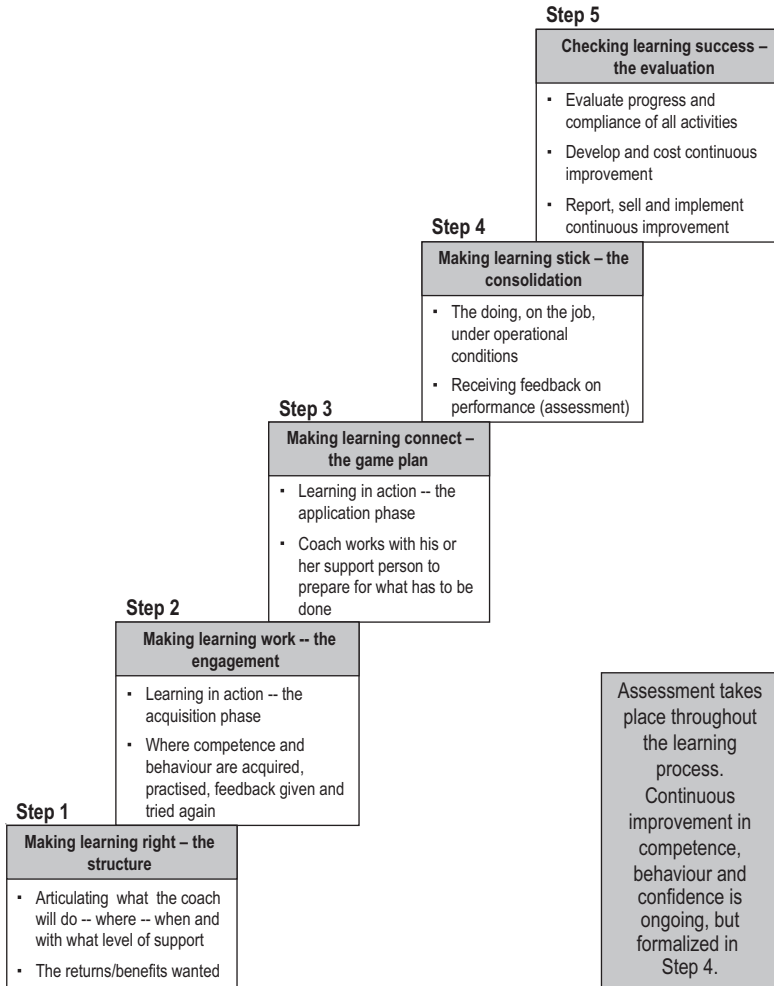 Step 5
Checking learning success –
the evaluation
▪ Evaluate progress and
compliance of all activities
▪ Develop and cost continuous
improvement
▪ Report, sell and implement
continuous improvement
Step 4
Making learning stick – the
consolidation
▪ The doing, on the job,
under operational
conditions
▪ Receiving feedback on
performance (assessment)
Step 3
Making learning connect –
the game plan
▪ Learning in action -- the
application phase
▪ Coach works with his or
her support person to
prepare for what has to be
done
Step 2
Making learning work -- the
engagement
▪ Learning in action -- the
acquisition phase
▪ Where competence and
behaviour are acquired,
practised, feedback given and
tried again
Step 1
Making learning right – the
structure
▪ Articulating what the coach
will do -- where -- when and
with what level of support
▪ The returns/benefits wanted
Assessment takes
place throughout
the learning
process.
Continuous
improvement in
competence,
behaviour and
confidence is
ongoing, but
formalized in
Step 4.